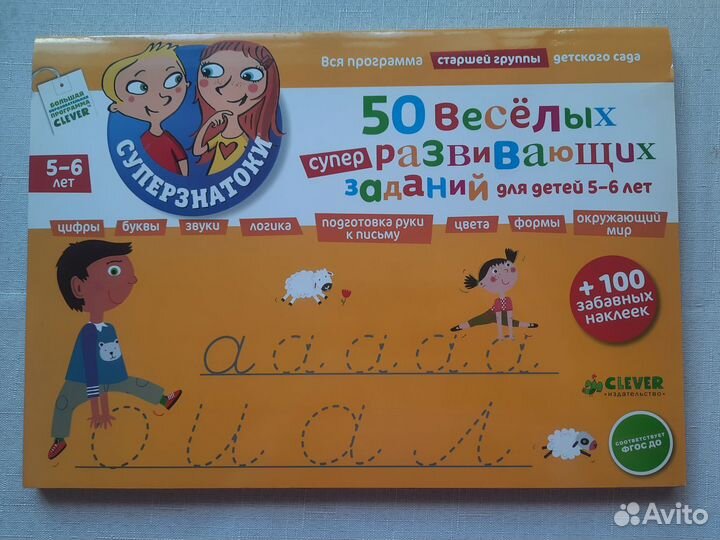 Вся программа старшей группы детского сада
БОЛЬШАЯ
ПРОГРАММА
CLEVER
СУПЕРЗНАТОКИ
50 весёлых
супер развивающих
заданий для детей 5-6 лет
5-6
лет
цифры буквы звуки логика подготовка руки
к письму цвета формы окружающий
мир
+ 100
забавных
наклеек
а а а а а а
о и а л
CLEVER
•издательство•
СООТВЕТСТВУЕТ
ФГОС ДО
Avito